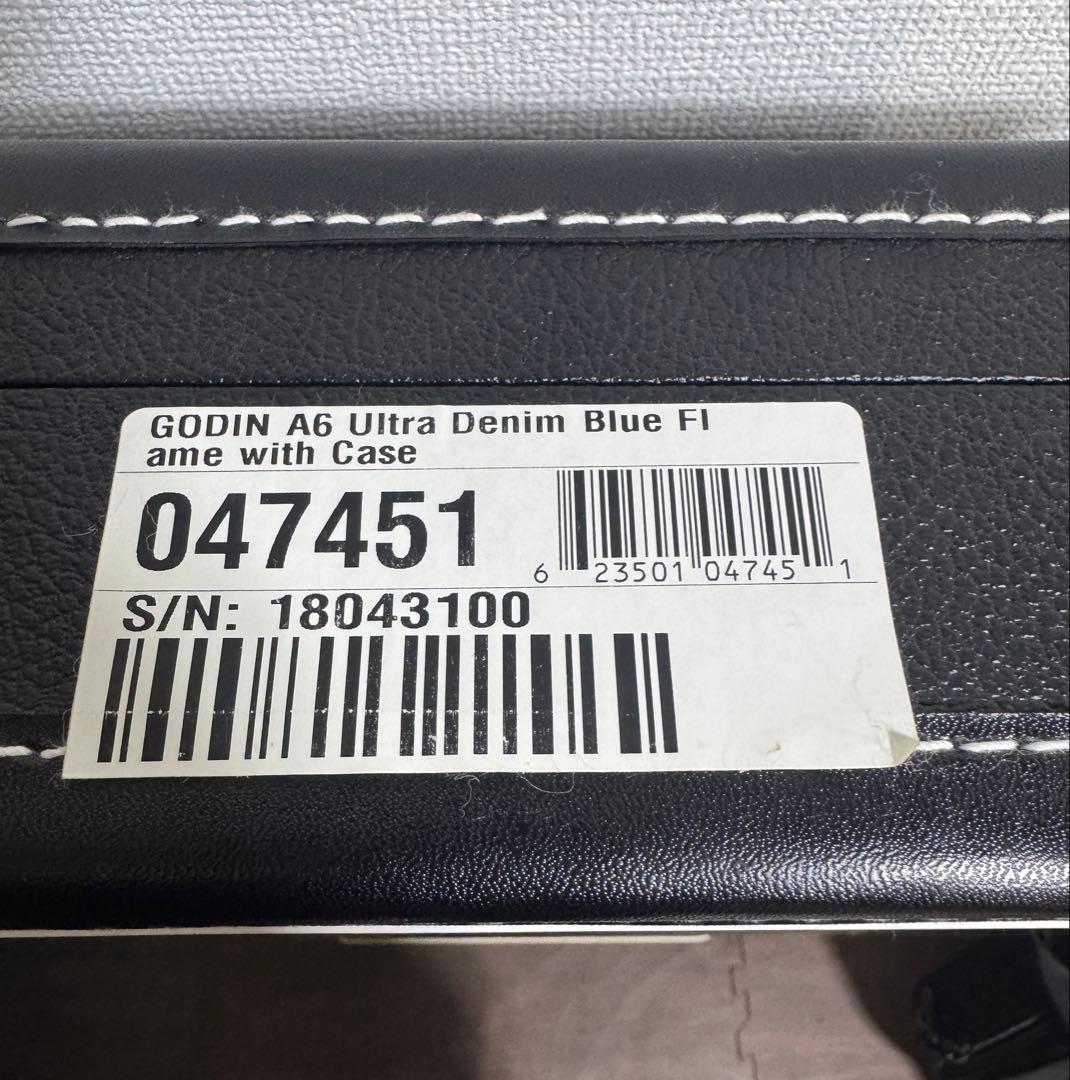 GODIN A6 Ultra Denim Blue Fl
ame with Case
047451
6 23501 04745 1
S/N: 18043100